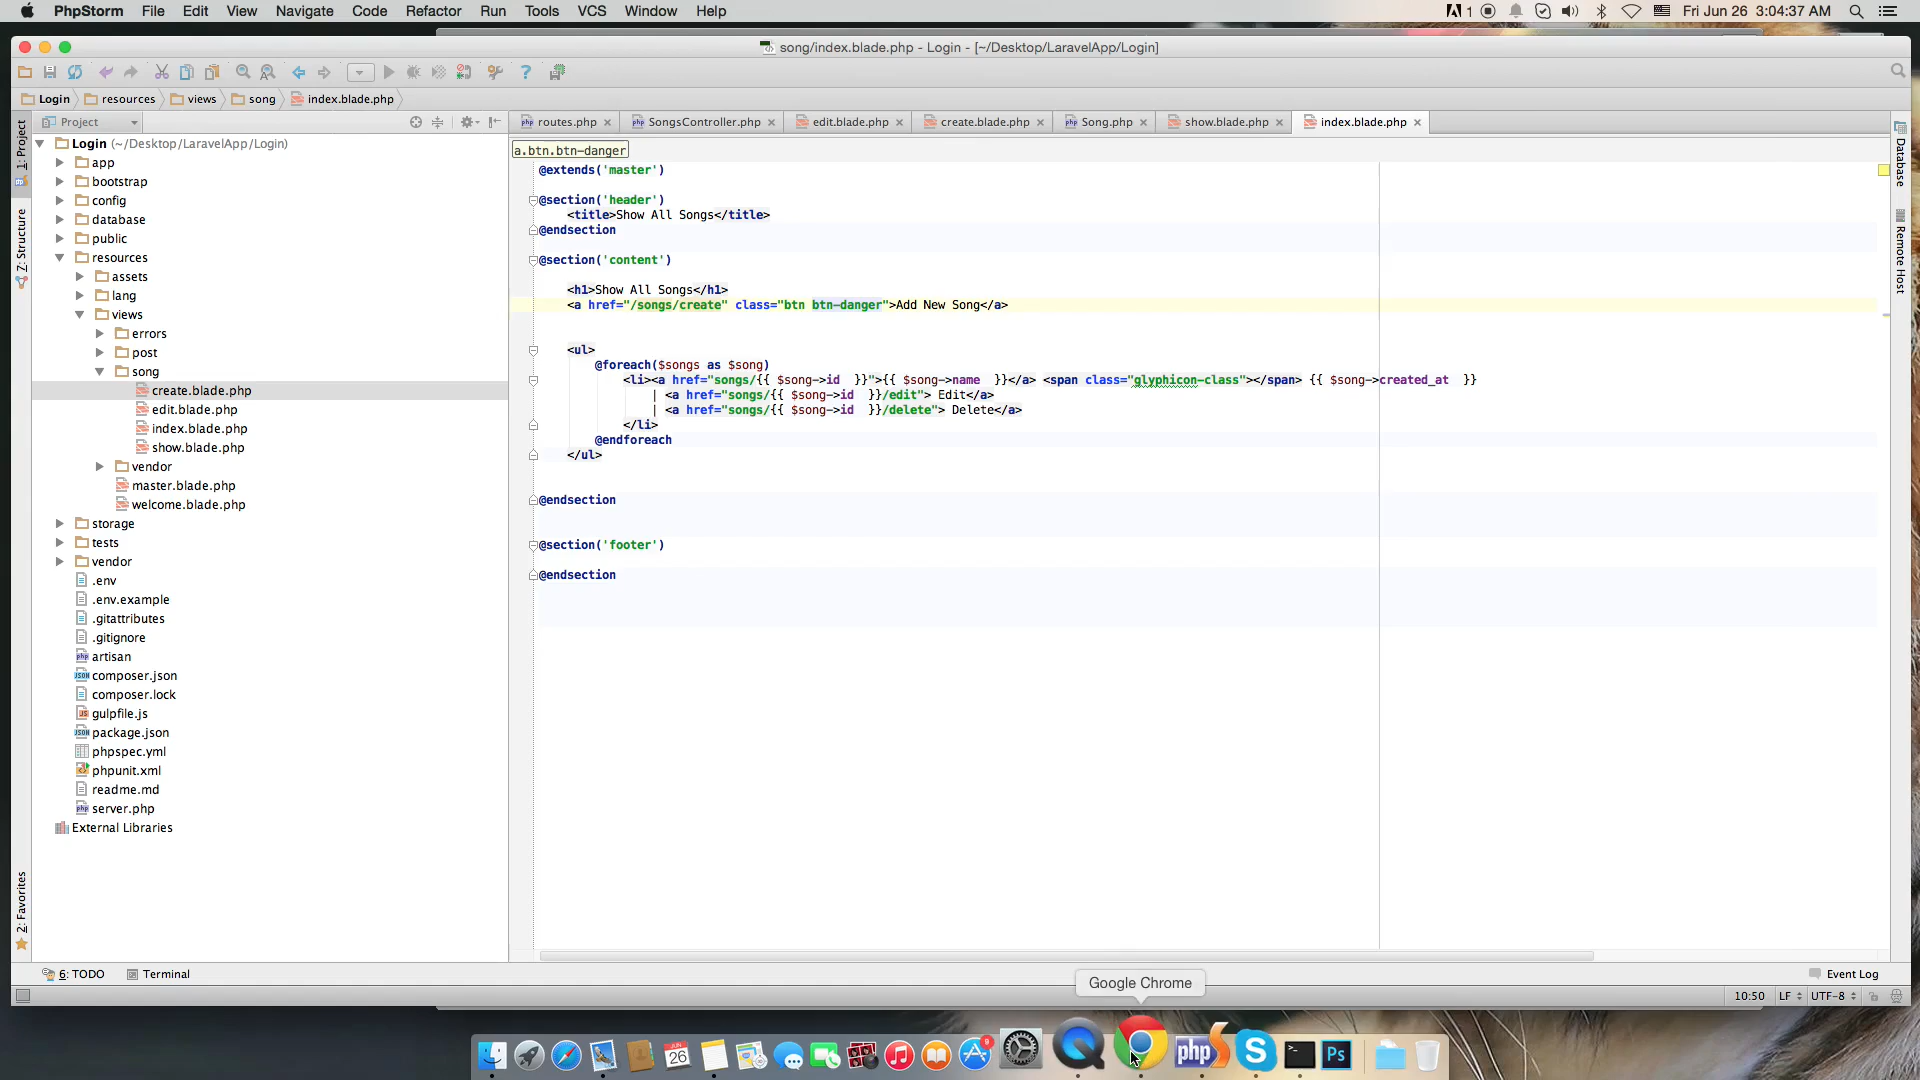 PhpStorm File Edit View Navigate Code Refactor Run Tools VCS Window Help
1 Fri Jun 26 3:04:37 AM
song/index.blade.php - Login - [~/Desktop/LaravelApp/Login]
Login resources views song index.blade.php
Project
routes.php SongsController.php edit.blade.php create.blade.php Song.php show.blade.php index.blade.php
1: Project
Z: Structure
2: Favorites
Database
Remote Host
Login (~/Desktop/LaravelApp/Login)
app
bootstrap
config
database
public
resources
assets
lang
views
errors
post
song
create.blade.php
edit.blade.php
index.blade.php
show.blade.php
vendor
master.blade.php
welcome.blade.php
storage
tests
vendor
.env
.env.example
.gitattributes
.gitignore
artisan
composer.json
composer.lock
gulpfile.js
package.json
phpspec.yml
phpunit.xml
readme.md
server.php
External Libraries
a.btn.btn-danger
@extends('master')
@section('header')
<title>Show All Songs</title>
@endsection
@section('content')
<h1>Show All Songs</h1>
<a href="/songs/create" class="btn btn-danger">Add New Song</a>
<ul>
@foreach($songs as $song)
<li><a href="songs/{{ $song->id }}">{{ $song->name }}</a> <span class="glyphicon-class"></span> {{ $song->created_at }}
| <a href="songs/{{ $song->id }}/edit"> Edit</a>
| <a href="songs/{{ $song->id }}/delete"> Delete</a>
</li>
@endforeach
</ul>
@endsection
@section('footer')
@endsection
6: TODO Terminal
Event Log
10:50 LF UTF-8
Google Chrome
26
9
php
S
Ps